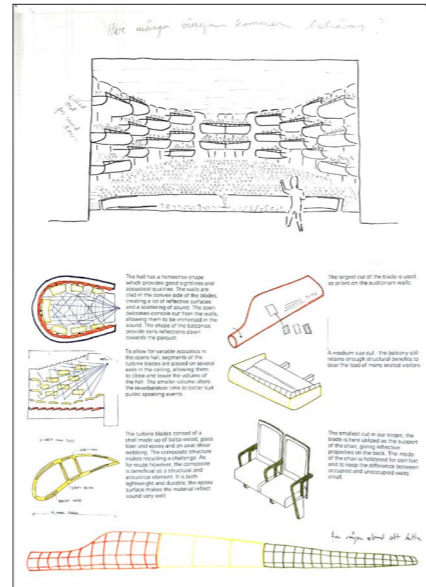 Hur många vingar kommer behövas?
The hall has a horseshoe shape
which provides good sightlines and
acoustical qualities. The walls are
clad in the convex side of the blades,
creating a lot of reflective surfaces
and a scattering of sound. The open
balconies console out from the walls,
allowing them to be immersed in the
sound. The shape of the balconies
provide early reflections down
towards the parquet.
The largest cut of the blade is used
as pillars on the auditorium walls.
To allow for variable acoustics in
the opera hall, segments of the
turbine blades are placed on several
axes in the ceiling, allowing them
to close and lower the volume of
the hall. The smaller volume alters
the reverberation time to better suit
public speaking events.
A medium size cut - the balcony still
retains enough structural benefits to
bear the load of many seated visitors.
The turbine blades consist of a
shell made up of balsa wood, glass
fiber and epoxy and an
webbing. The composite structure
makes recycling a challenge. As
for reuse however, the composite
is beneficial as a structural and
acoustical element. It is both
lightweight and durable, the epoxy
surface makes the material reflect
sound very well.
The smallest cut in our scope, the
blade is here utilized as the support
of the chair, giving reflective
properties on the back. The inside
of the chair is holstered for comfort
and to keep the difference between
occupied and unoccupied seats
small.